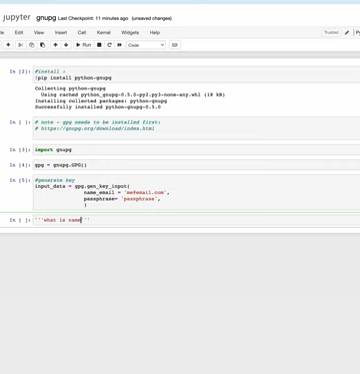 jupyter gnupg Last Checkpoint: 11 minutes ago (unsaved changes)
Edit View Insert Cell Kernel Widgets Help Trusted
Run Code
In [2]: #install :
!pip install python-gnupg
Collecting python-gnupg
Using cached python_gnupg-0.5.0-py2.py3-none-any.whl (18 kB)
Installing collected packages: python-gnupg
Successfully installed python-gnupg-0.5.0
In [ ]: # note - gpg needs to be installed first:
# https://gnupg.org/download/index.html
In [3]: import gnupg
In [4]: gpg = gnupg.GPG()
In [5]: #generate key
input_data = gpg.gen_key_input(
name_email = 'me@email.com',
passphrase= 'passphrase',
)
In [ ]: '''what is name'''